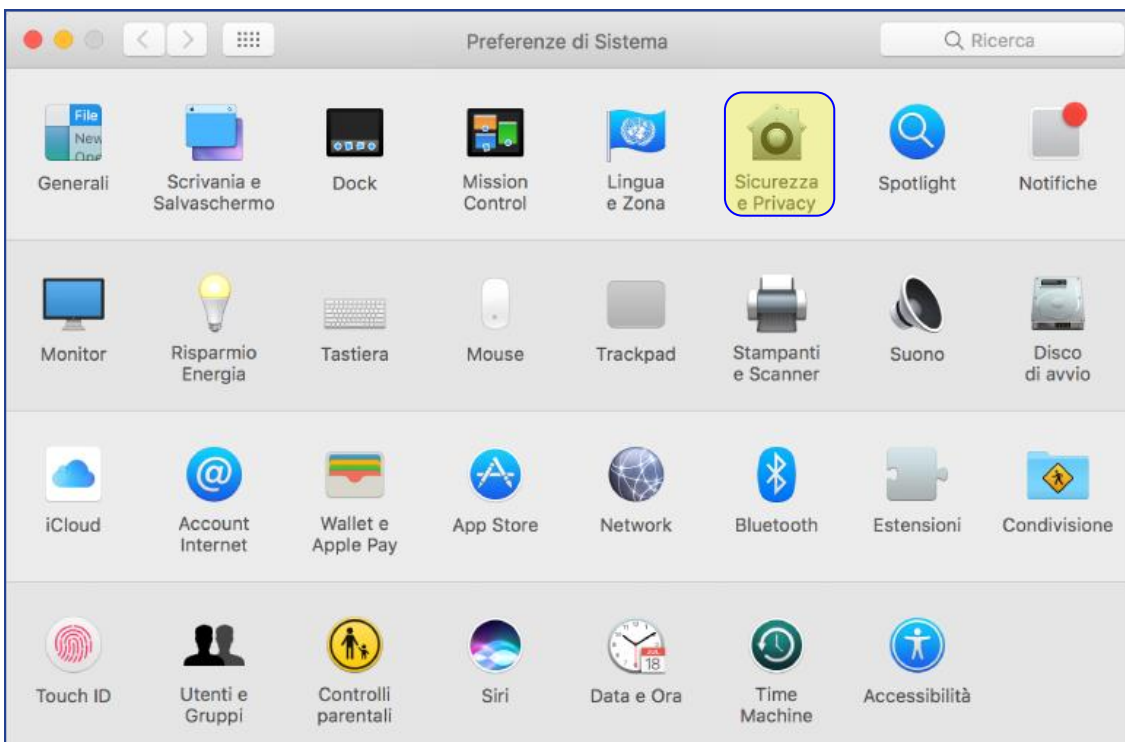 Preferenze di Sistema
Ricerca
File
New
Ope
Generali
Scrivania e
Salvaschermo
Dock
Mission
Control
Lingua
e Zona
Sicurezza
e Privacy
Spotlight
Notifiche
Monitor
Risparmio
Energia
Tastiera
Mouse
Trackpad
Stampanti
e Scanner
Suono
Disco
di avvio
iCloud
@
Account
Internet
Wallet e
Apple Pay
App Store
Network
Bluetooth
Estensioni
Condivisione
Touch ID
Utenti e
Gruppi
Controlli
parentali
Siri
JUL
18
Data e Ora
Time
Machine
Accessibilità